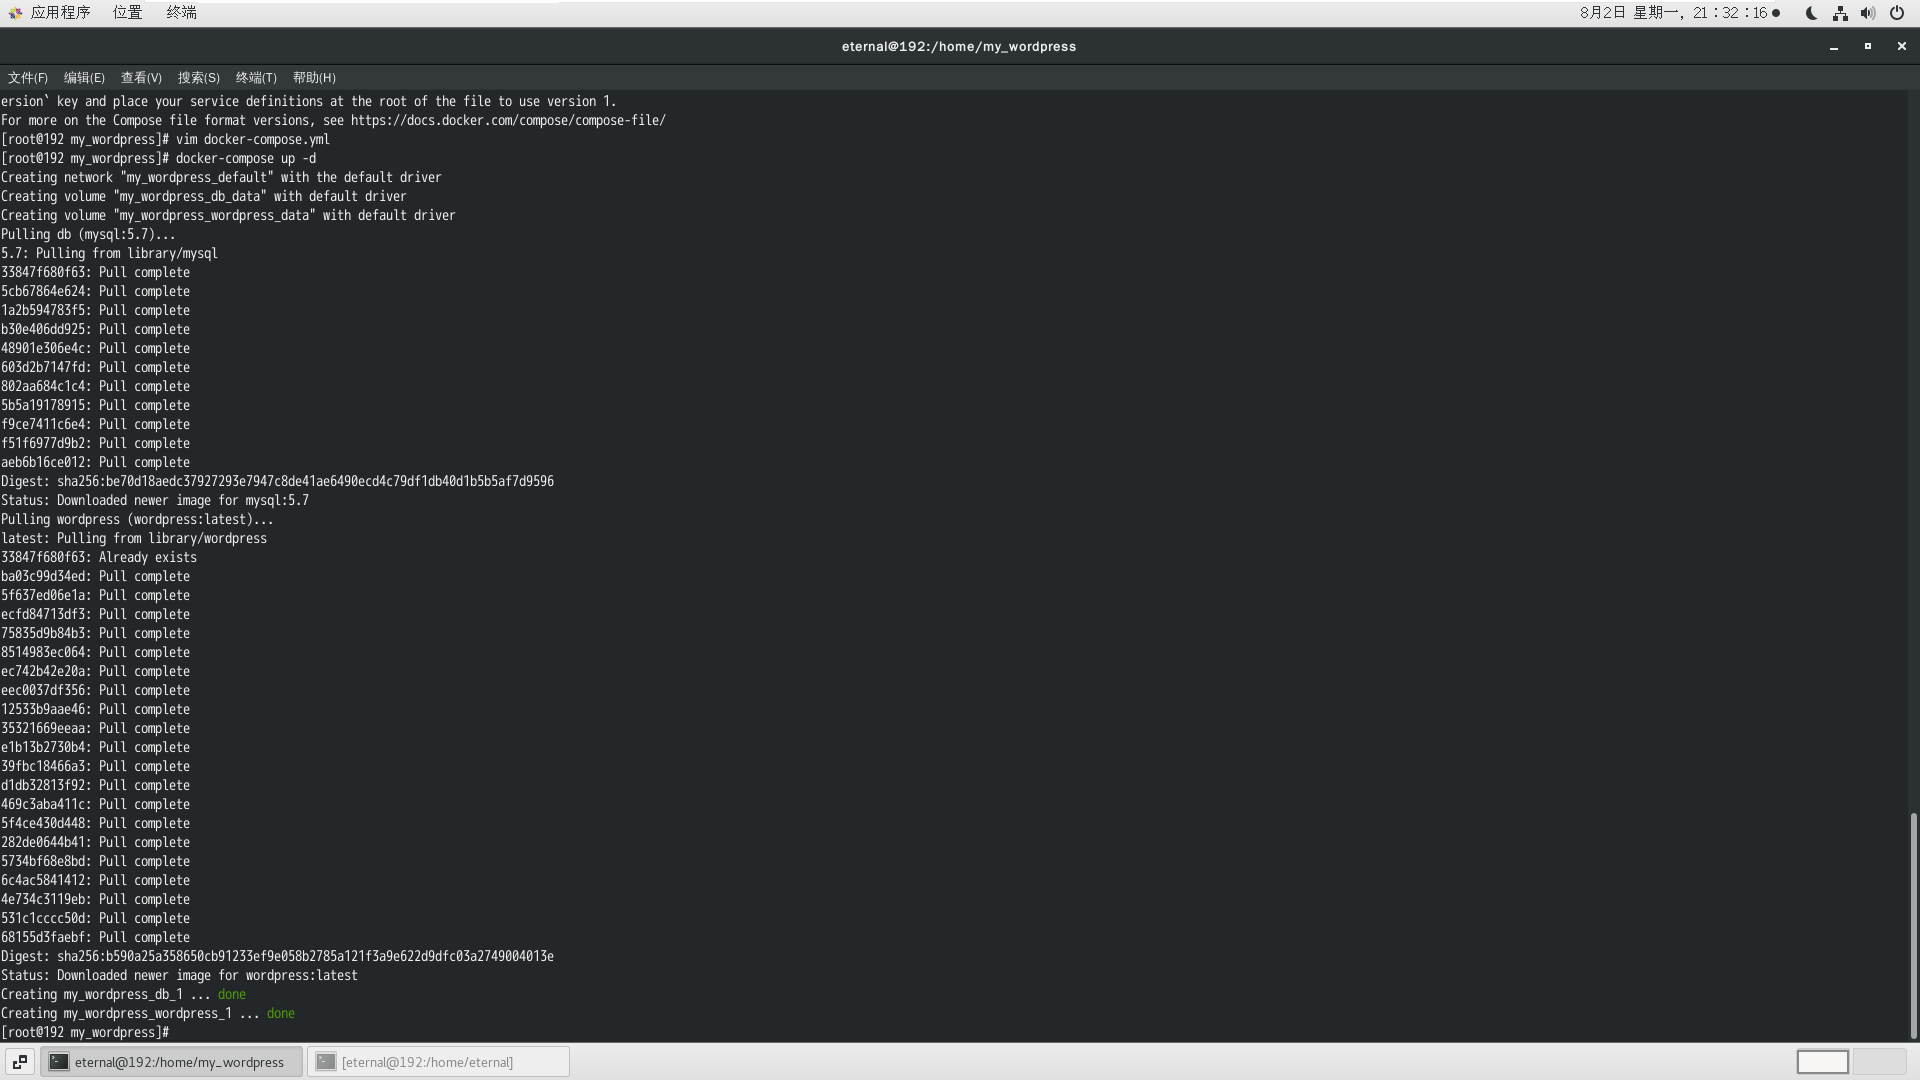 应用程序 位置 终端 8月2日 星期一，21：32：16
eternal@192:/home/my_wordpress
文件(F) 编辑(E) 查看(V) 搜索(S) 终端(T) 帮助(H)
ersion` key and place your service definitions at the root of the file to use version 1.
For more on the Compose file format versions, see https://docs.docker.com/compose/compose-file/
[root@192 my_wordpress]# vim docker-compose.yml
[root@192 my_wordpress]# docker-compose up -d
Creating network "my_wordpress_default" with the default driver
Creating volume "my_wordpress_db_data" with default driver
Creating volume "my_wordpress_wordpress_data" with default driver
Pulling db (mysql:5.7)...
5.7: Pulling from library/mysql
33847f680f63: Pull complete
5cb67864e624: Pull complete
1a2b594783f5: Pull complete
b30e406dd925: Pull complete
48901e306e4c: Pull complete
603d2b7147fd: Pull complete
802aa684c1c4: Pull complete
5b5a19178915: Pull complete
f9ce7411c6e4: Pull complete
f51f6977d9b2: Pull complete
aeb6b16ce012: Pull complete
Digest: sha256:be70d18aedc37927293e7947c8de41ae6490ecd4c79df1db40d1b5b5af7d9596
Status: Downloaded newer image for mysql:5.7
Pulling wordpress (wordpress:latest)...
latest: Pulling from library/wordpress
33847f680f63: Already exists
ba03c99d34ed: Pull complete
5f637ed06e1a: Pull complete
ecfd84713df3: Pull complete
75835d9b84b3: Pull complete
8514983ec064: Pull complete
ec742b42e20a: Pull complete
eec0037df356: Pull complete
12533b9aae46: Pull complete
35321669eeaa: Pull complete
e1b13b2730b4: Pull complete
39fbc18466a3: Pull complete
d1db32813f92: Pull complete
469c3aba411c: Pull complete
5f4ce430d448: Pull complete
282de0644b41: Pull complete
5734bf68e8bd: Pull complete
6c4ac5841412: Pull complete
4e734c3119eb: Pull complete
531c1cccc50d: Pull complete
68155d3faebf: Pull complete
Digest: sha256:b590a25a358650cb91233ef9e058b2785a121f3a9e622d9dfc03a2749004013e
Status: Downloaded newer image for wordpress:latest
Creating my_wordpress_db_1 ... done
Creating my_wordpress_wordpress_1 ... done
[root@192 my_wordpress]#
eternal@192:/home/my_wordpress [eternal@192:/home/eternal]